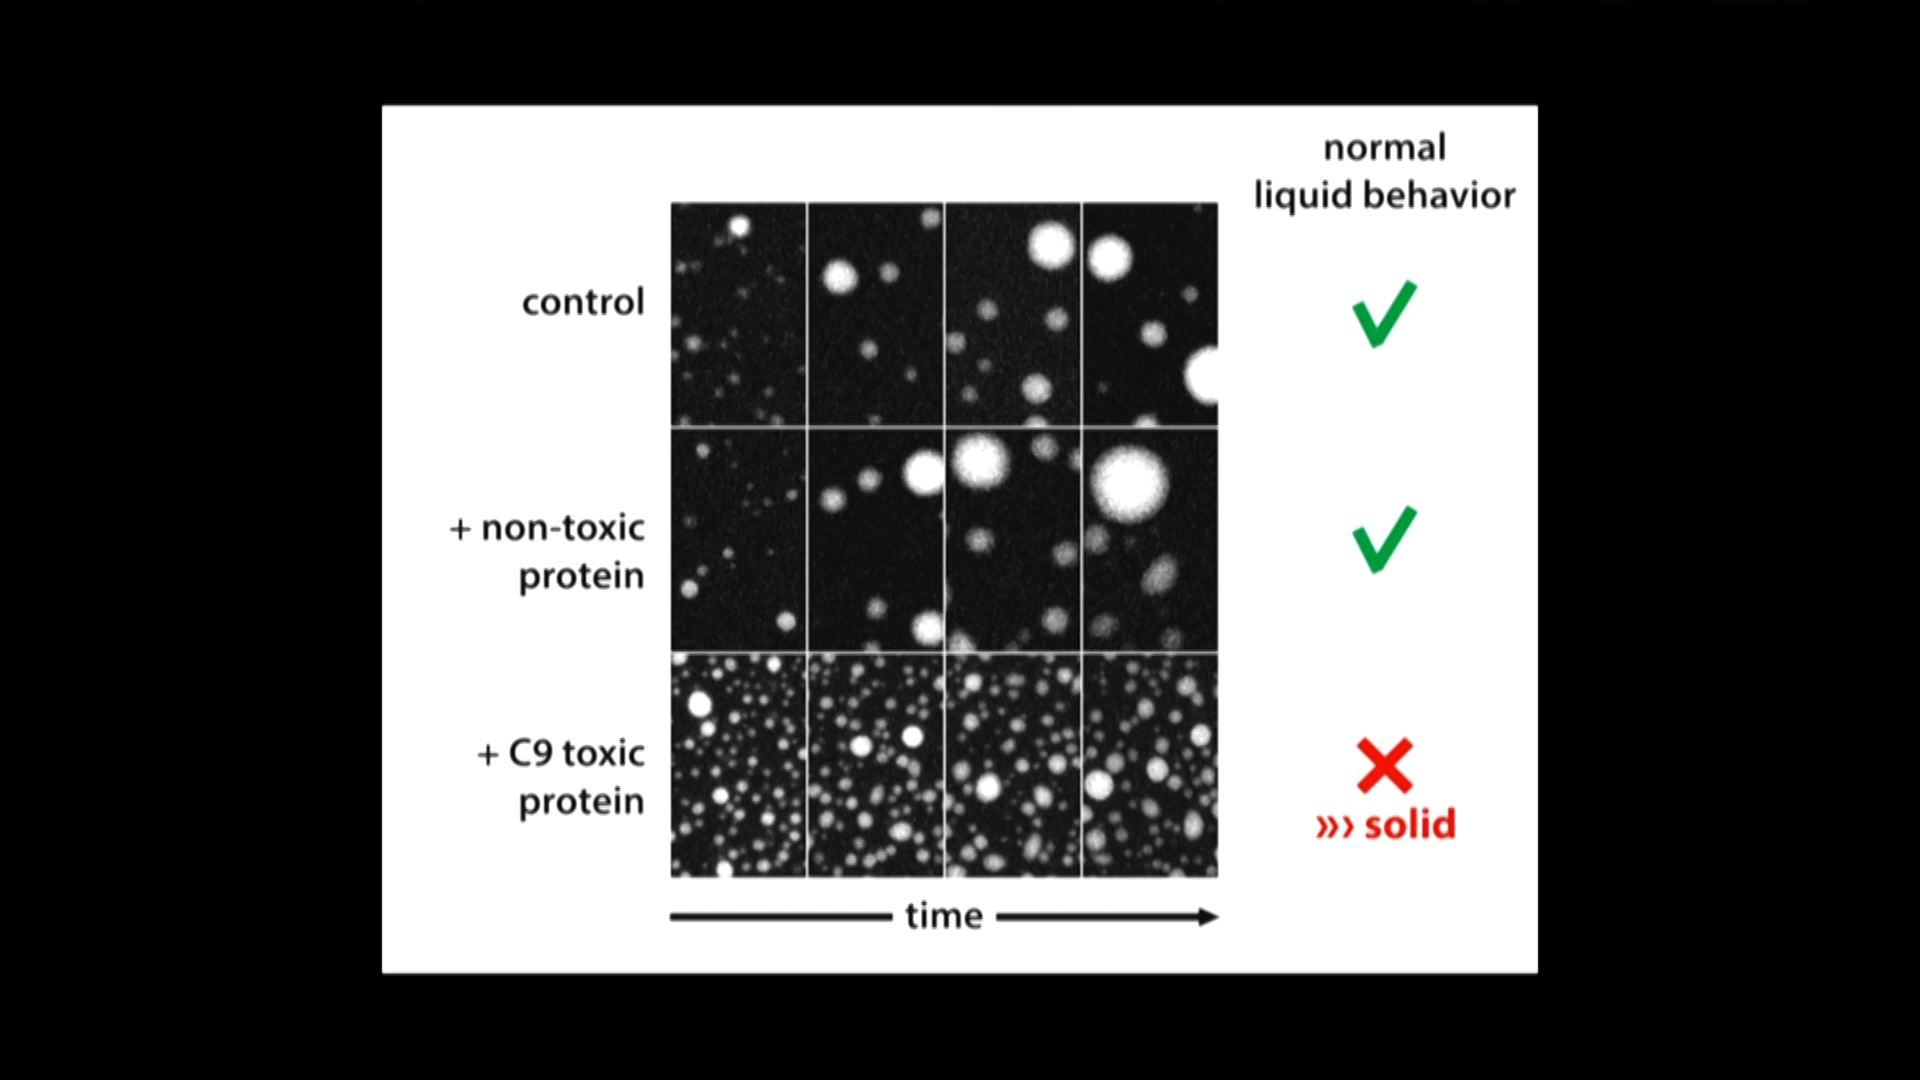 normal
liquid behavior
control
+ non-toxic
protein
+ C9 toxic
protein
››› solid
time